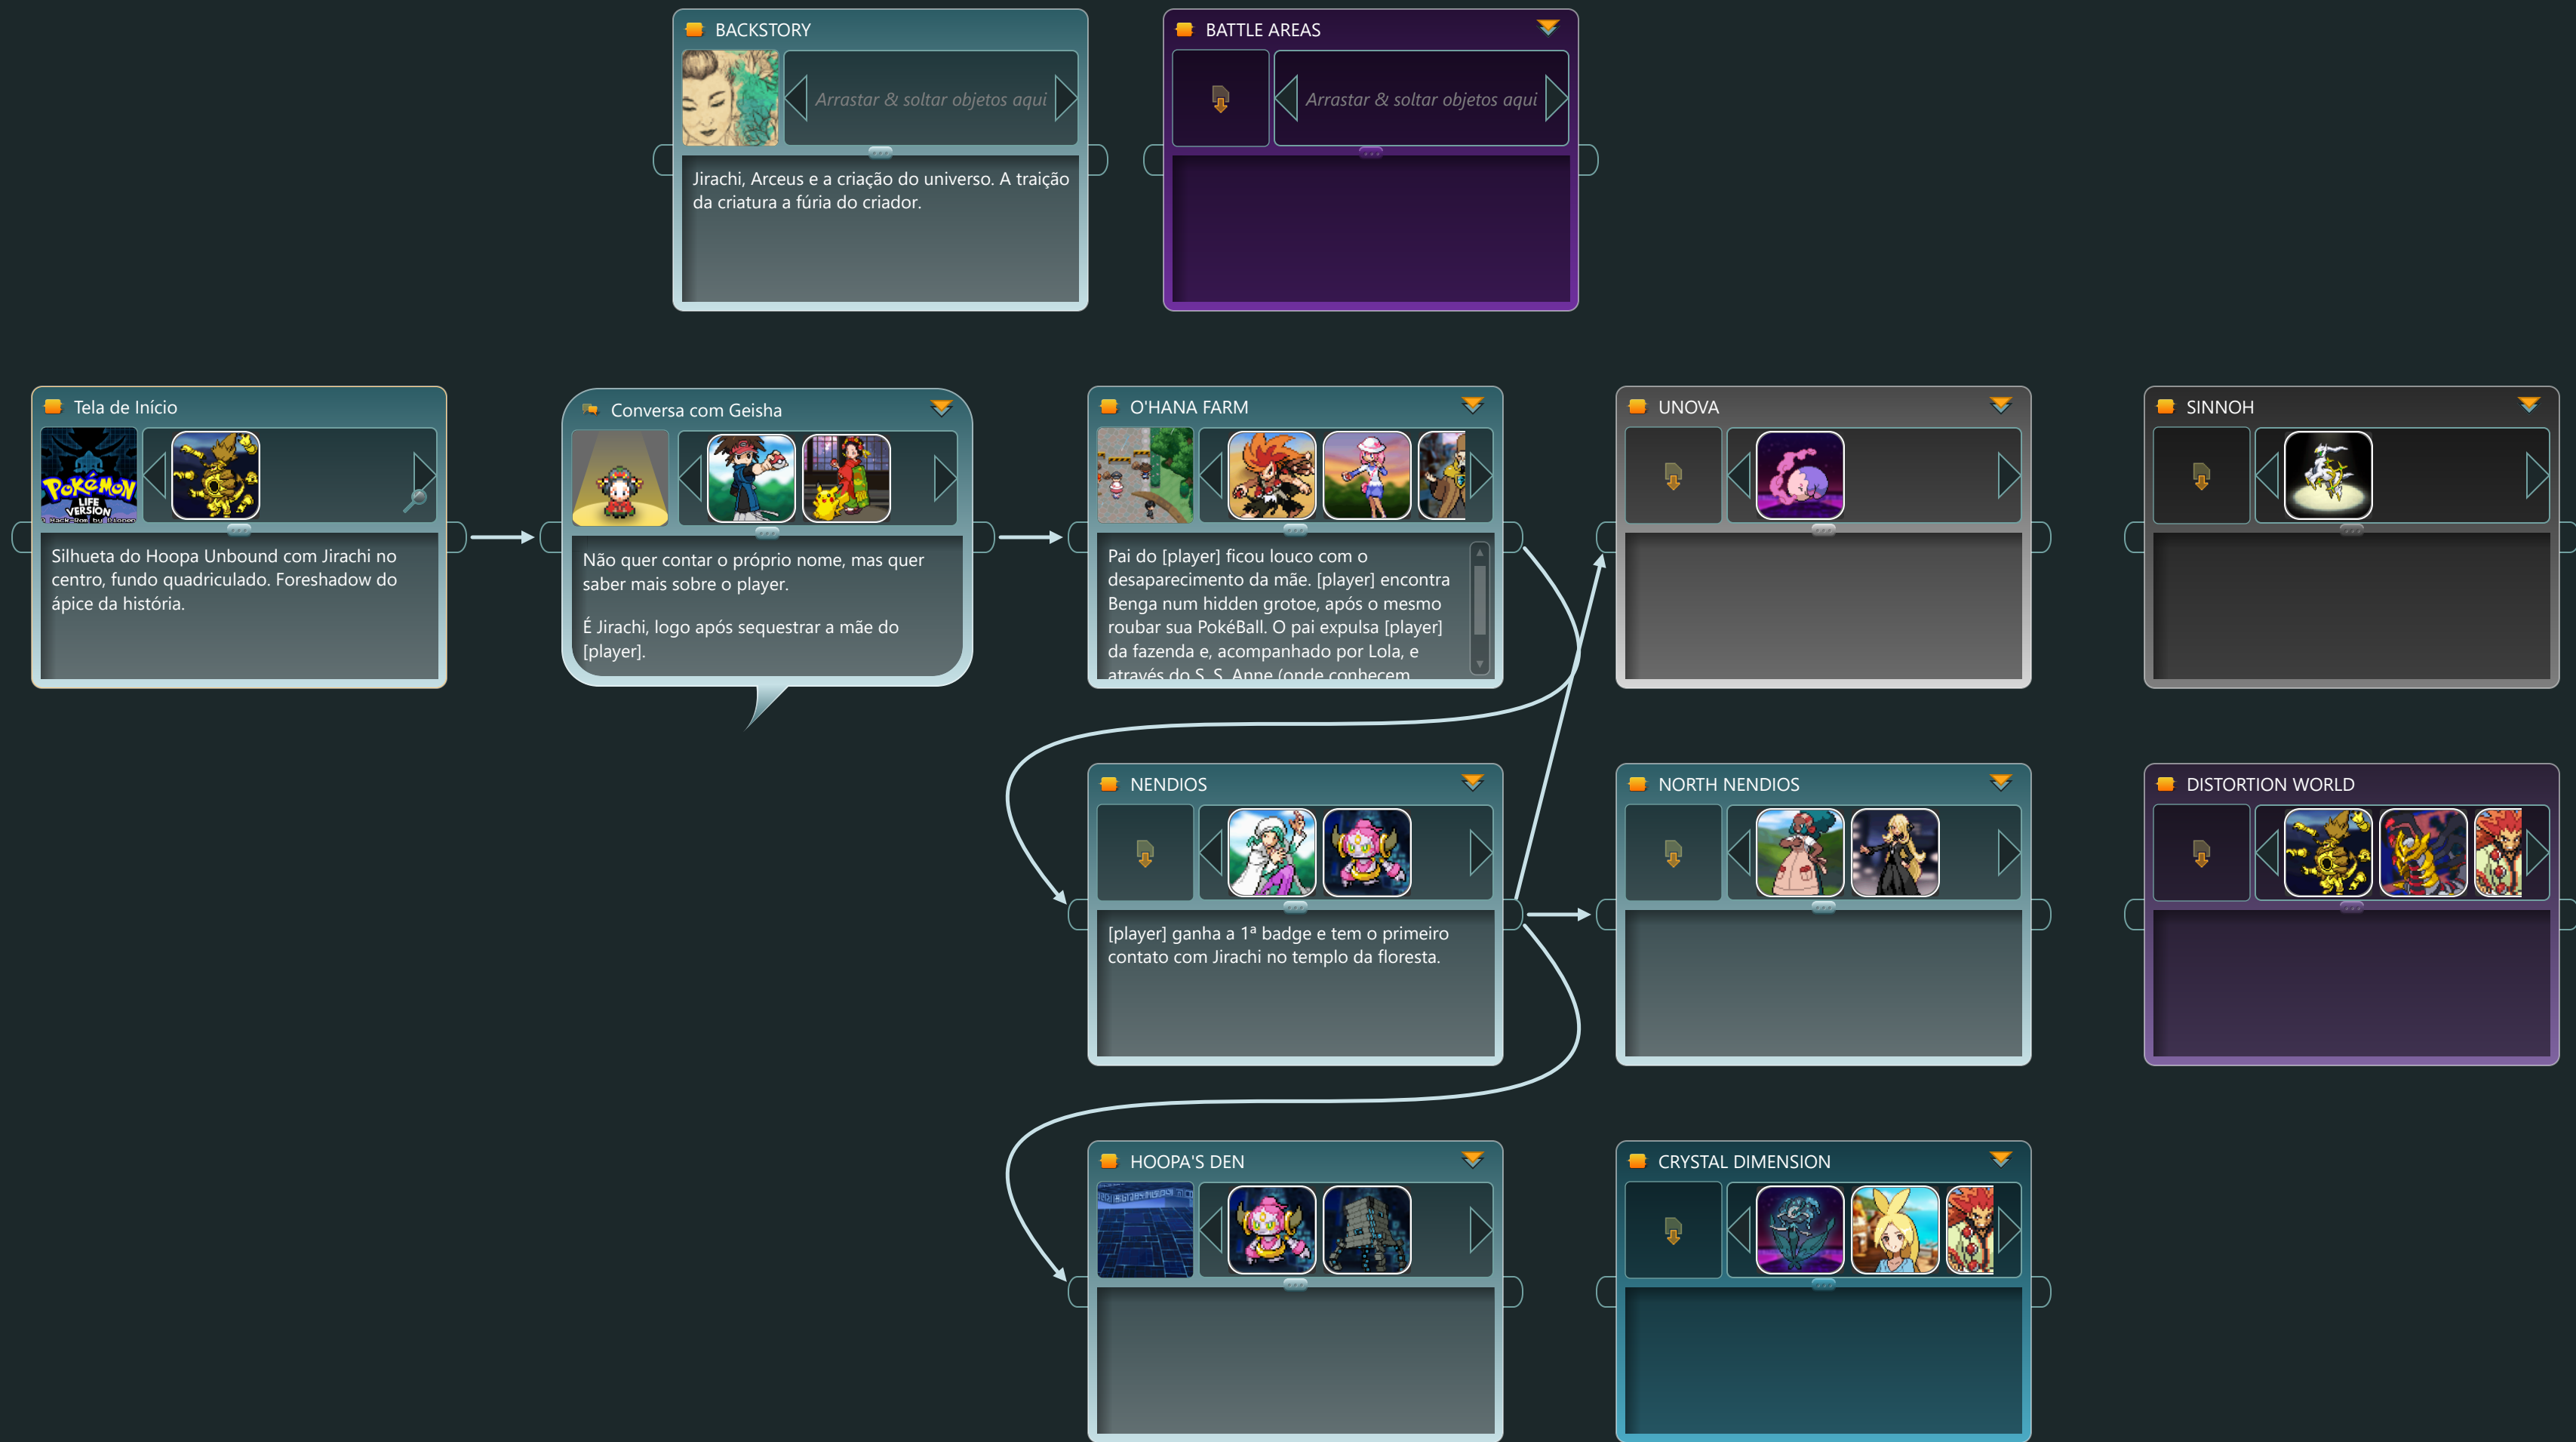 BACKSTORY
Arrastar & soltar objetos aqui
Jirachi, Arceus e a criação do universo. A traição
da criatura a fúria do criador.
BATTLE AREAS
Arrastar & soltar objetos aqui
Tela de Início
POKéMON
LIFE
VERSION
Silhueta do Hoopa Unbound com Jirachi no
centro, fundo quadriculado. Foreshadow do
ápice da história.
Conversa com Geisha
Não quer contar o próprio nome, mas quer
saber mais sobre o player.
É Jirachi, logo após sequestrar a mãe do
[player].
O'HANA FARM
Pai do [player] ficou louco com o
desaparecimento da mãe. [player] encontra
Benga num hidden grotoe, após o mesmo
roubar sua PokéBall. O pai expulsa [player]
da fazenda e, acompanhado por Lola, e
através do S. S. Anne (onde conhecem
UNOVA
SINNOH
NENDIOS
[player] ganha a 1ª badge e tem o primeiro
contato com Jirachi no templo da floresta.
NORTH NENDIOS
DISTORTION WORLD
HOOPA'S DEN
CRYSTAL DIMENSION